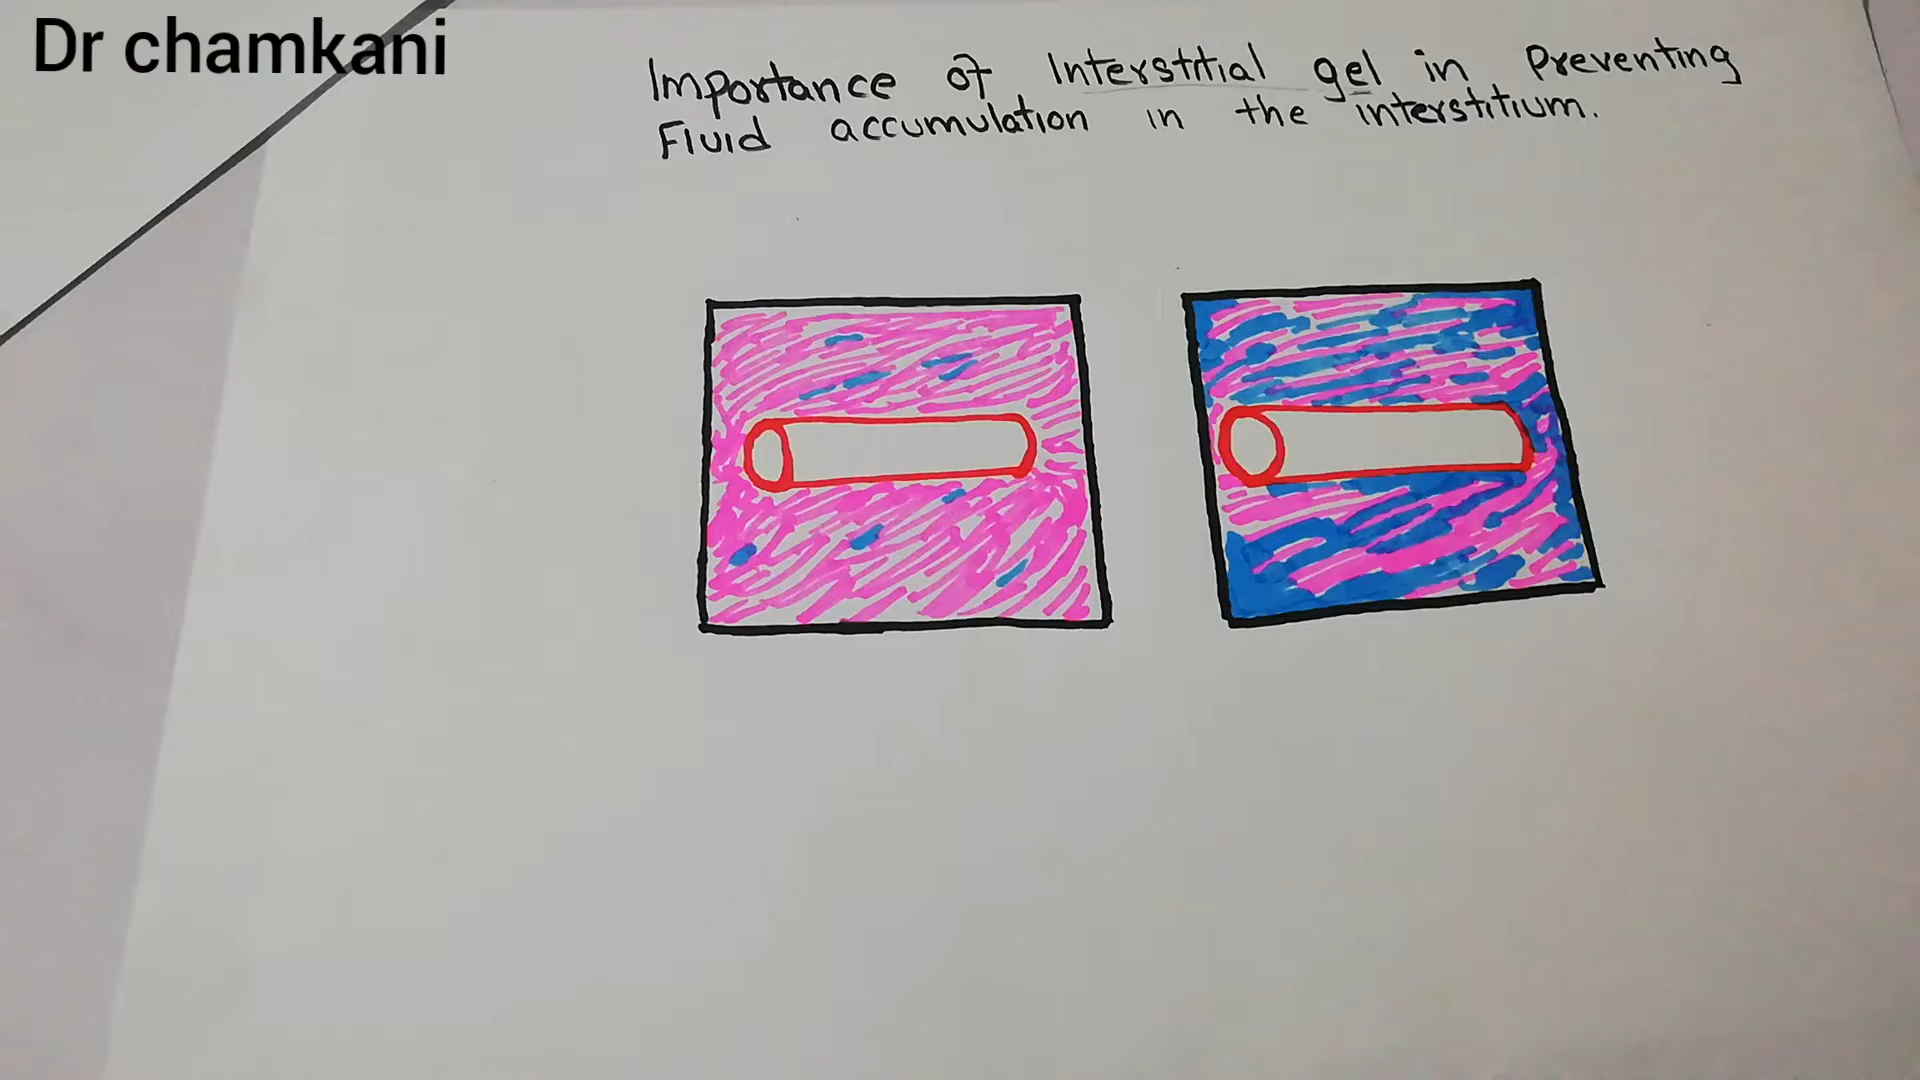 Dr chamkani
Importance of Interstitial gel in Preventing
Fluid accumulation in the interstitium.